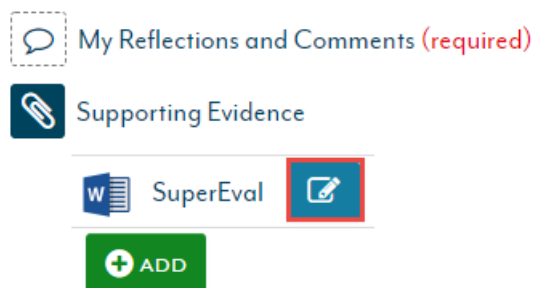 My Reflections and Comments (required)
Supporting Evidence
W SuperEval
ADD